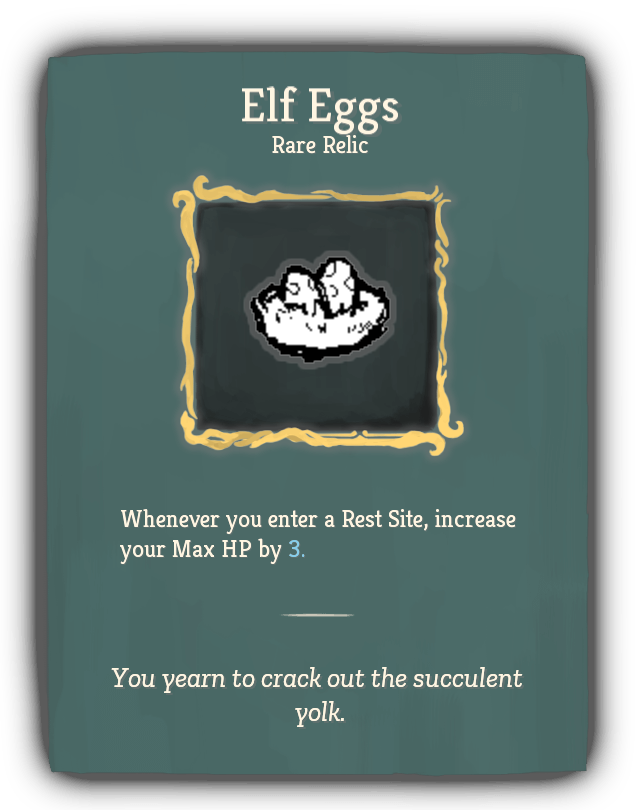 Elf Eggs
Rare Relic
Whenever you enter a Rest Site, increase
your Max HP by 3.
You yearn to crack out the succulent
yolk.